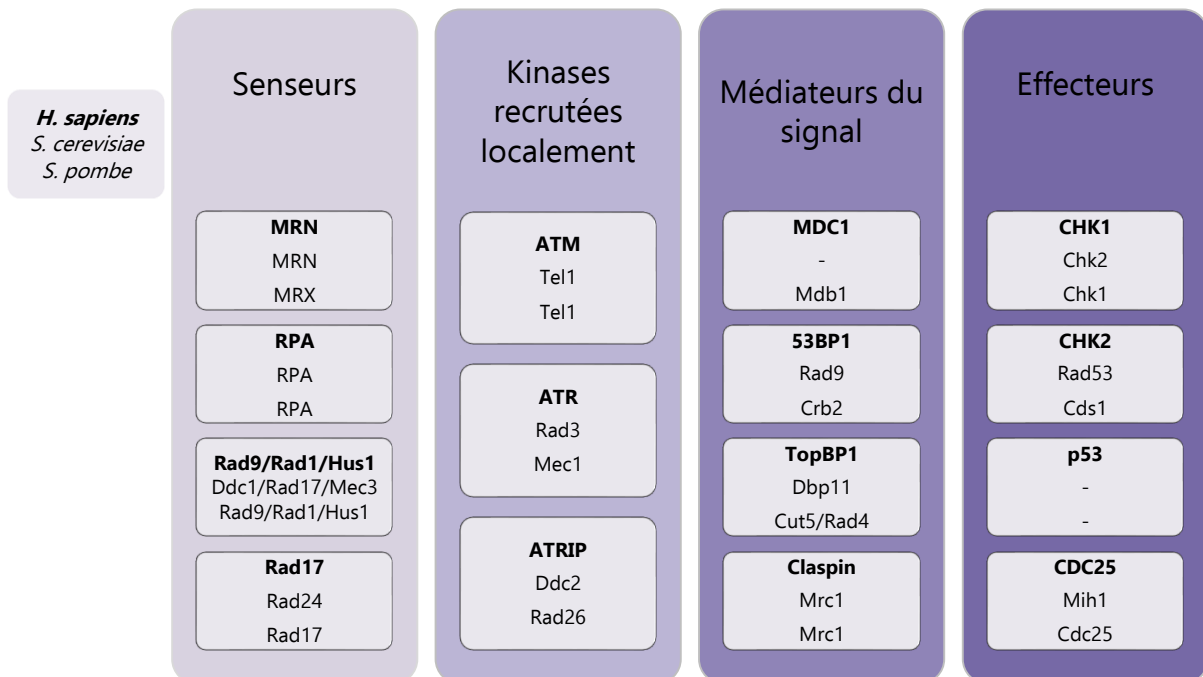 H. sapiens
S. cerevisiae
S. pombe
Senseurs
MRN
MRN
MRX
RPA
RPA
RPA
Rad9/Rad1/Hus1
Ddc1/Rad17/Mec3
Rad9/Rad1/Hus1
Rad17
Rad24
Rad17
Kinases
recrutées
localement
ATM
Tel1
Tel1
ATR
Rad3
Mec1
ATRIP
Ddc2
Rad26
Médiateurs du
signal
MDC1
-
Mdb1
53BP1
Rad9
Crb2
TopBP1
Dbp11
Cut5/Rad4
Claspin
Mrc1
Mrc1
Effecteurs
CHK1
Chk2
Chk1
CHK2
Rad53
Cds1
p53
-
-
CDC25
Mih1
Cdc25